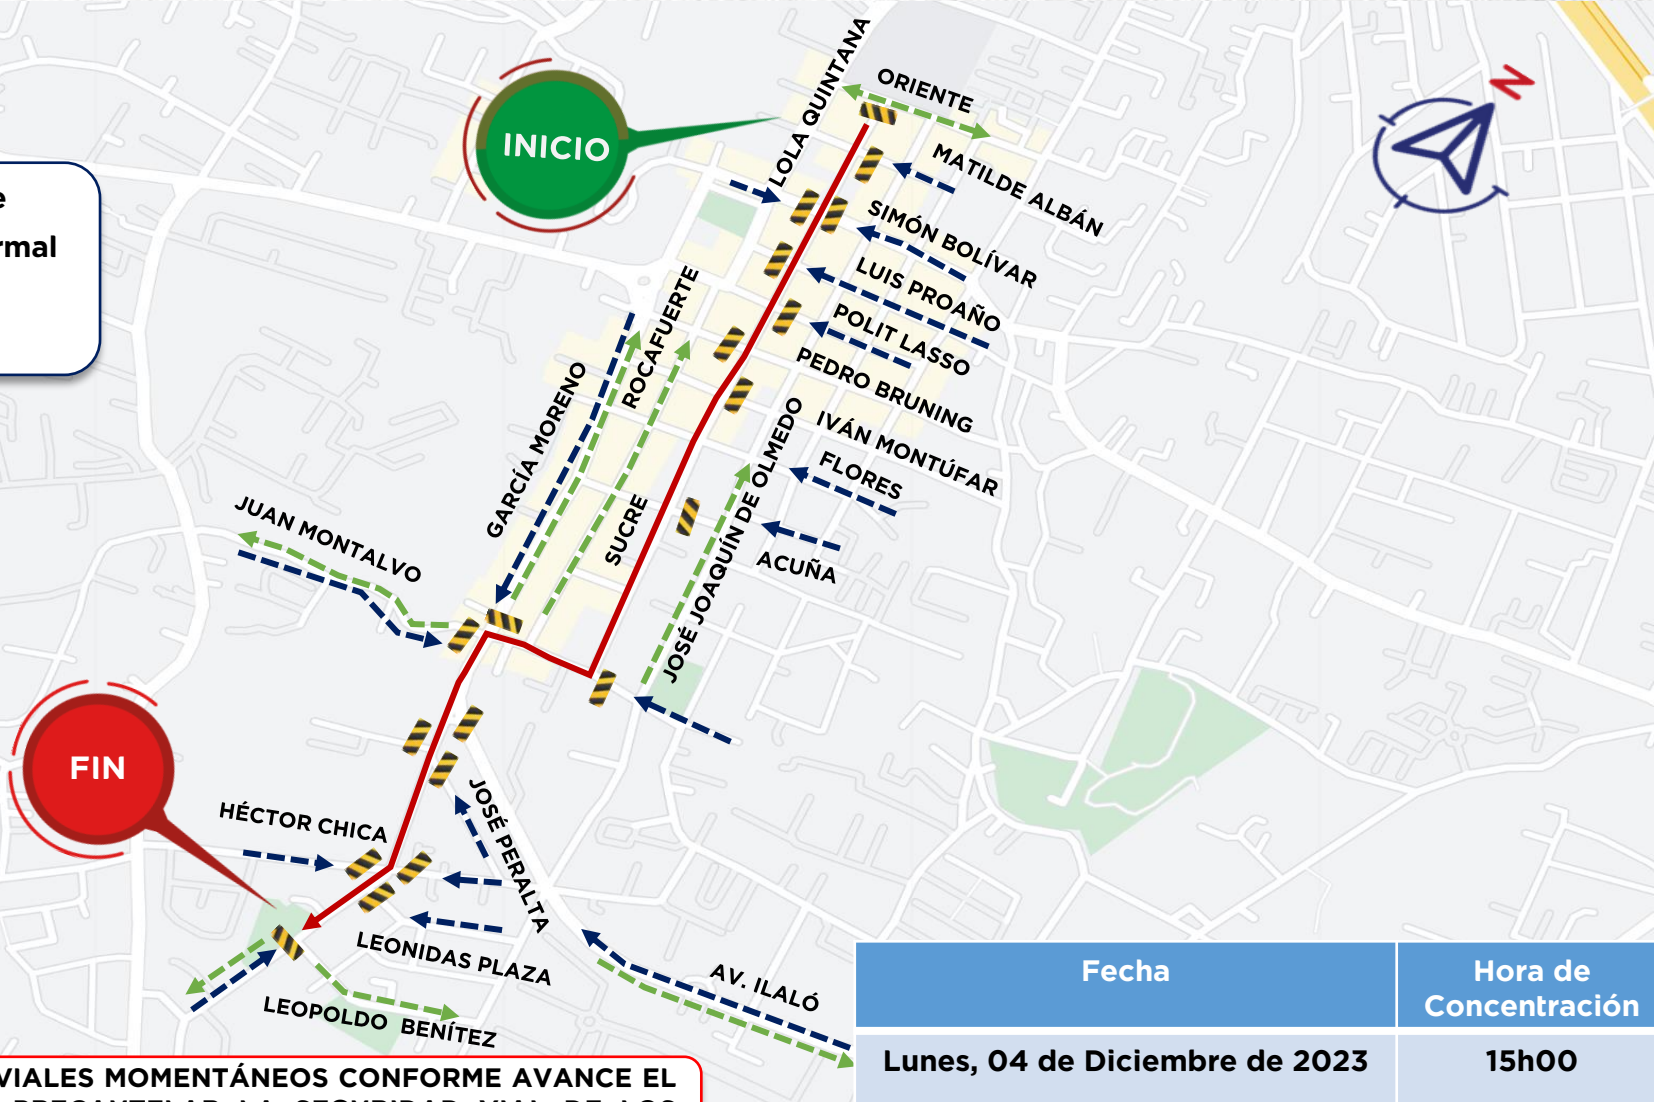 INICIO
LOLA QUINTANA
ORIENTE
N
MATILDE ALBÁN
SIMÓN BOLÍVAR
LUIS PROAÑO
POLIT LASSO
PEDRO BRUNING
IVÁN MONTÚFAR
FLORES
ACUÑA
JOSÉ JOAQUÍN DE OLMEDO
ROCAFUERTE
GARCÍA MORENO
SUCRE
JUAN MONTALVO
FIN
HÉCTOR CHICA
JOSÉ PERALTA
LEONIDAS PLAZA
LEOPOLDO BENÍTEZ
AV. ILALÓ
Fecha
Hora de
Concentración
Lunes, 04 de Diciembre de 2023
15h00
VIALES MOMENTÁNEOS CONFORME AVANCE EL